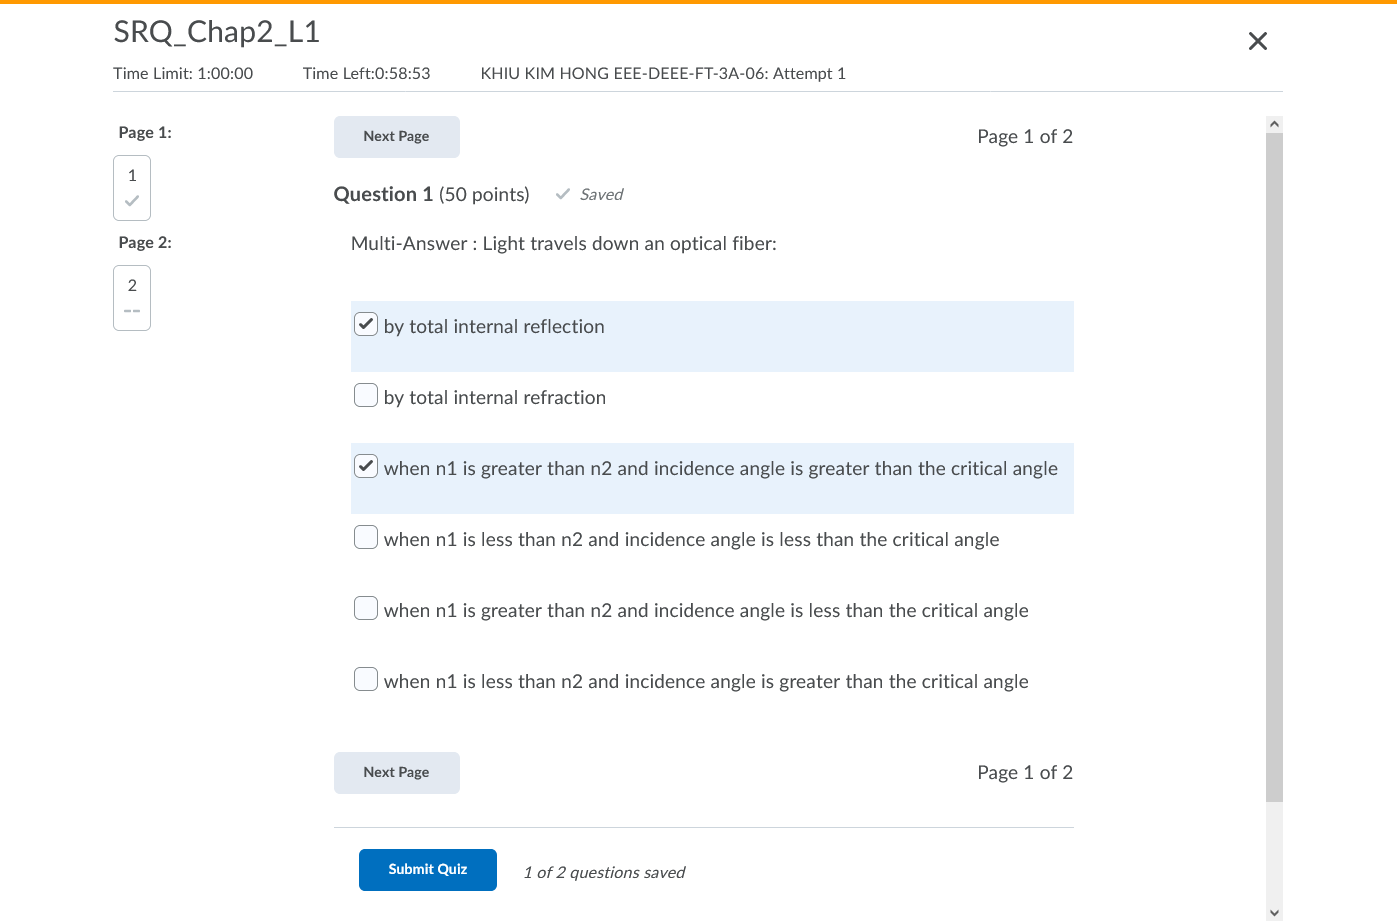 SRQ_Chap2_L1
Time Limit: 1:00:00 Time Left:0:58:53 KHIU KIM HONG EEE-DEEE-FT-3A-06: Attempt 1
Page 1:
1
Page 2:
2
--
Next Page Page 1 of 2
Question 1 (50 points) Saved
Multi-Answer : Light travels down an optical fiber:
by total internal reflection
by total internal refraction
when n1 is greater than n2 and incidence angle is greater than the critical angle
when n1 is less than n2 and incidence angle is less than the critical angle
when n1 is greater than n2 and incidence angle is less than the critical angle
when n1 is less than n2 and incidence angle is greater than the critical angle
Next Page Page 1 of 2
Submit Quiz 1 of 2 questions saved